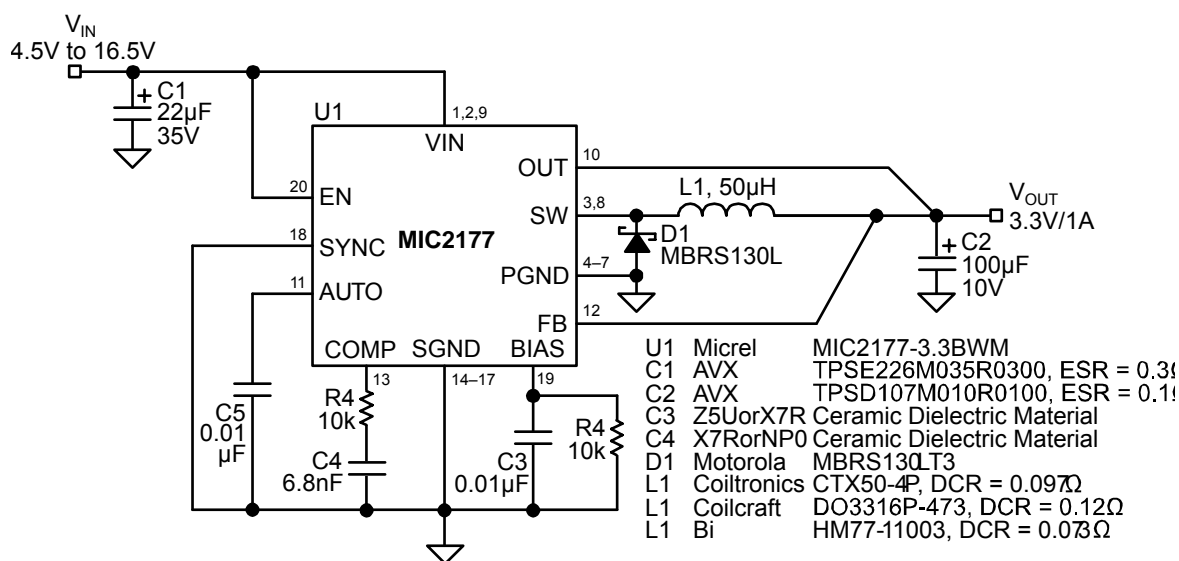 V_IN
4.5V to 16.5V
C1
22µF
35V
U1
1,2,9
VIN
20
EN
18
SYNC
11
AUTO
MIC2177
OUT
10
SW
3,8
PGND
4–7
FB
12
COMP
SGND
BIAS
13
14–17
19
L1, 50µH
D1
MBRS130L
V_OUT
3.3V/1A
C2
100µF
10V
C5
0.01
µF
R4
10k
C4
6.8nF
C3
0.01µF
R4
10k
U1 Micrel MIC2177-3.3BWM
C1 AVX TPSE226M035R0300, ESR = 0.3Ω
C2 AVX TPSD107M010R0100, ESR = 0.1
C3 Z5UorX7R Ceramic Dielectric Material
C4 X7RorNP0 Ceramic Dielectric Material
D1 Motorola MBRS130LT3
L1 Coiltronics CTX50-4P, DCR = 0.097Ω
L1 Coilcraft DO3316P-473, DCR = 0.12Ω
L1 Bi HM77-11003, DCR = 0.073Ω